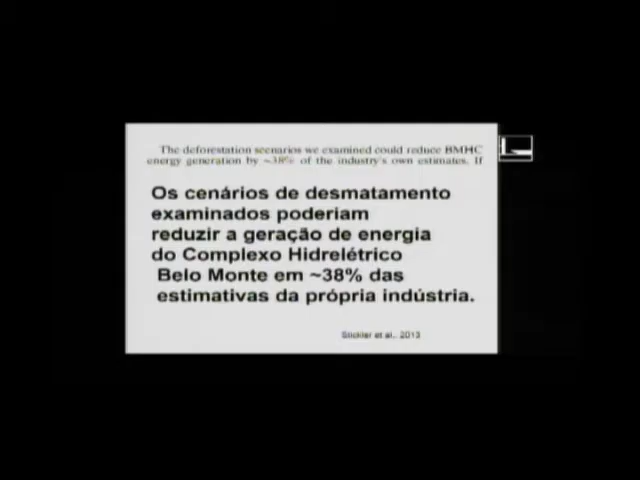 The deforestation scenarios we examined could reduce BMHC
energy generation by ~38% of the industry's own estimates. If
Os cenários de desmatamento
examinados poderiam
reduzir a geração de energia
do Complexo Hidrelétrico
Belo Monte em ~38% das
estimativas da própria indústria.
Stickler et al., 2013